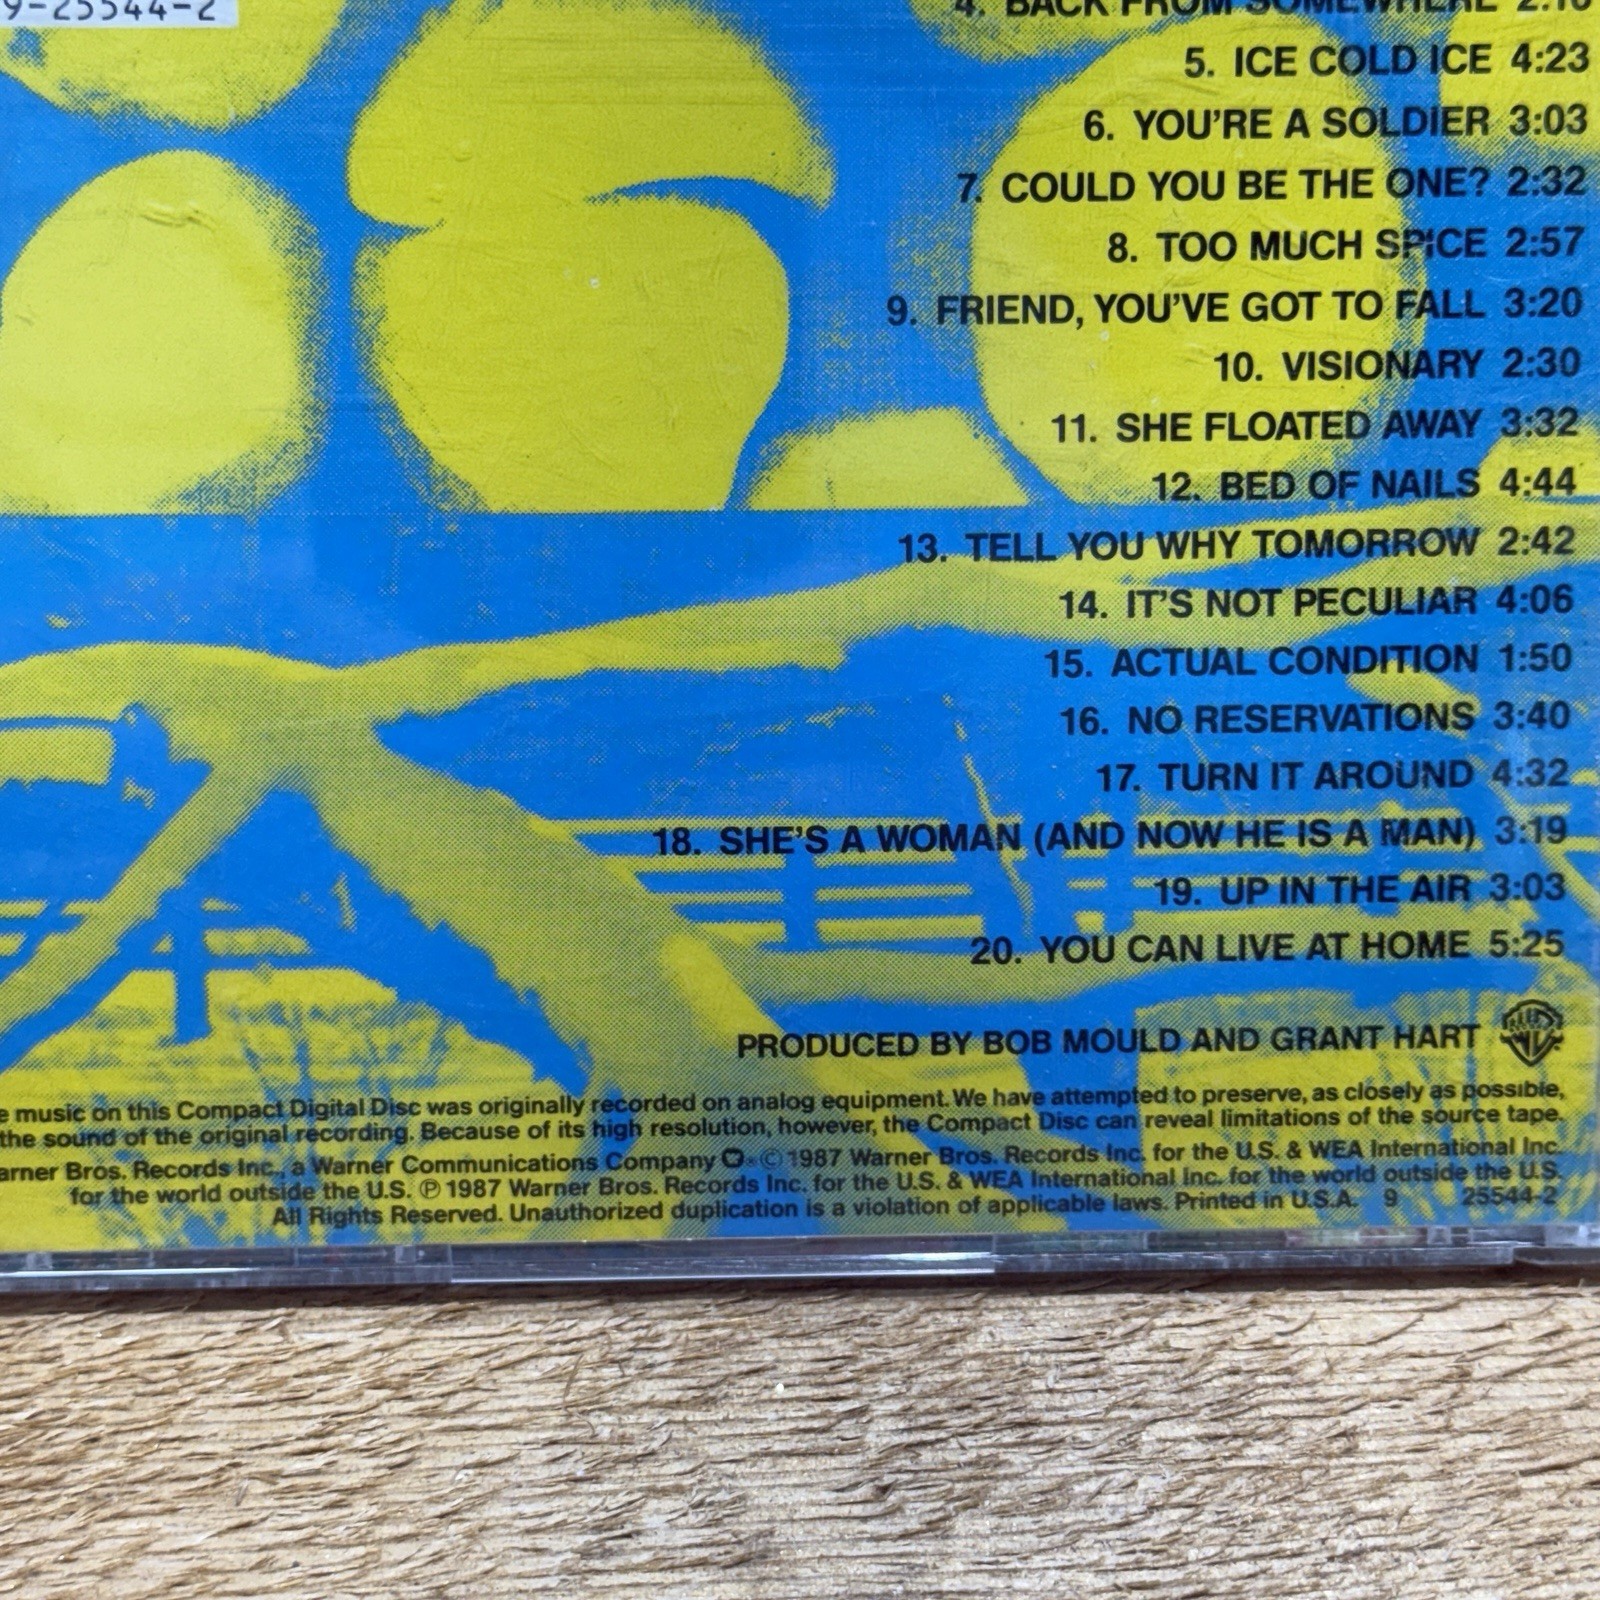 9-25544-2
4. BACK FROM SOMEWHERE
5. ICE COLD ICE 4:23
6. YOU'RE A SOLDIER 3:03
7. COULD YOU BE THE ONE? 2:32
8. TOO MUCH SPICE 2:57
9. FRIEND, YOU'VE GOT TO FALL 3:20
10. VISIONARY 2:30
11. SHE FLOATED AWAY 3:32
12. BED OF NAILS 4:44
13. TELL YOU WHY TOMORROW 2:42
14. IT'S NOT PECULIAR 4:06
15. ACTUAL CONDITION 1:50
16. NO RESERVATIONS 3:40
17. TURN IT AROUND 4:32
18. SHE'S A WOMAN (AND NOW HE IS A MAN) 3:19
19. UP IN THE AIR 3:03
20. YOU CAN LIVE AT HOME 5:25
PRODUCED BY BOB MOULD AND GRANT HART
e music on this Compact Digital Disc was originally recorded on analog equipment. We have attempted to preserve, as closely as possible,
the sound of the original recording. Because of its high resolution, however, the Compact Disc can reveal limitations of the source tape.
arner Bros. Records Inc., a Warner Communications Company © 1987 Warner Bros. Records Inc. for the U.S. & WEA International Inc.
for the world outside the U.S. ℗ 1987 Warner Bros. Records Inc. for the U.S. & WEA International Inc. for the world outside the U.S.
All Rights Reserved. Unauthorized duplication is a violation of applicable laws. Printed in U.S.A. 9 25544-2